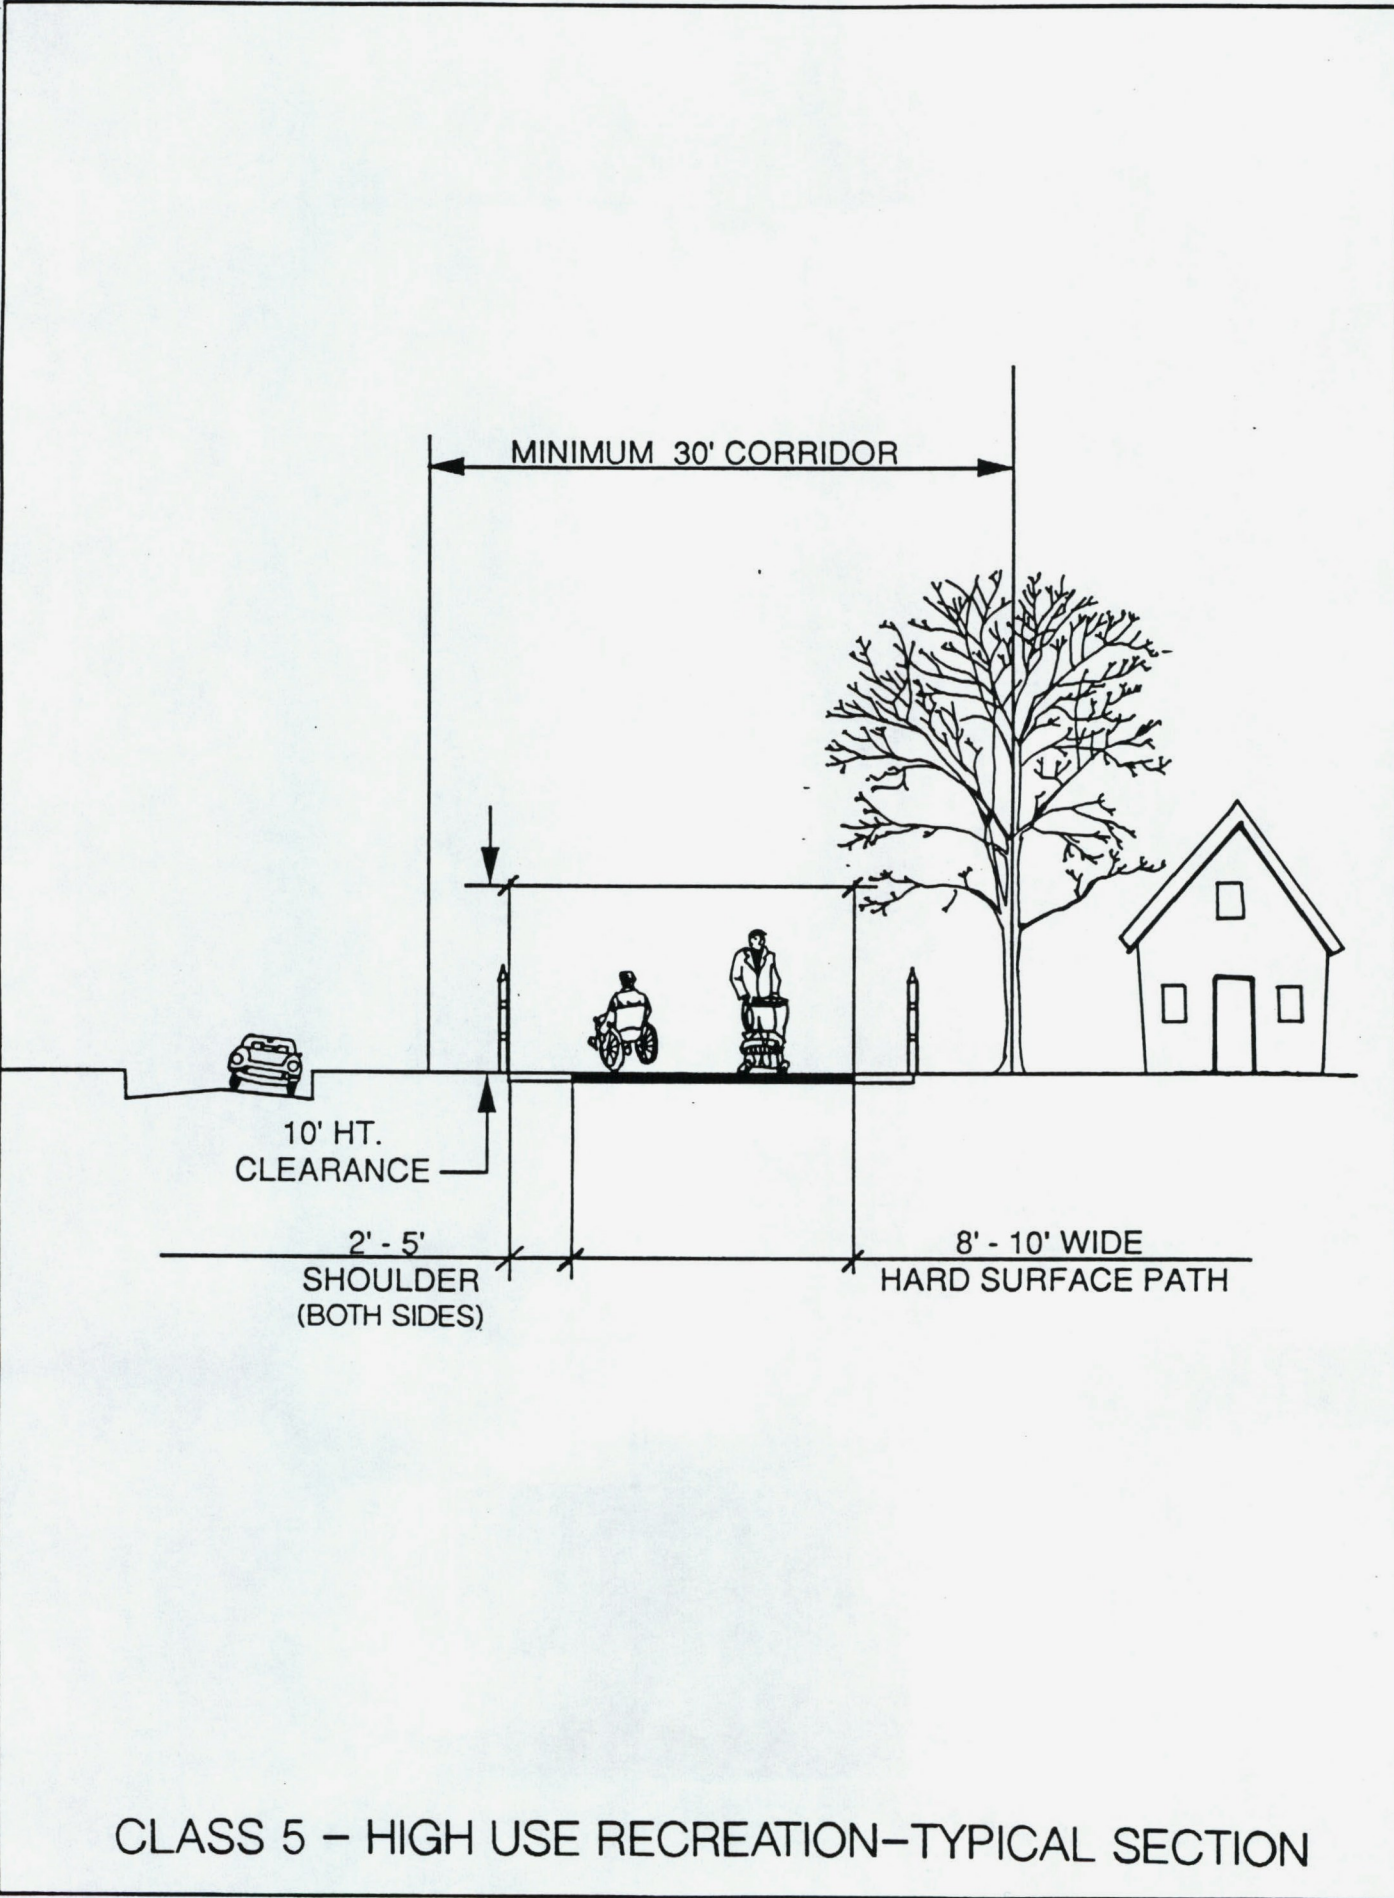 MINIMUM 30' CORRIDOR
10' HT.
CLEARANCE
2' - 5'
SHOULDER
(BOTH SIDES)
8' - 10' WIDE
HARD SURFACE PATH
CLASS 5 – HIGH USE RECREATION–TYPICAL SECTION